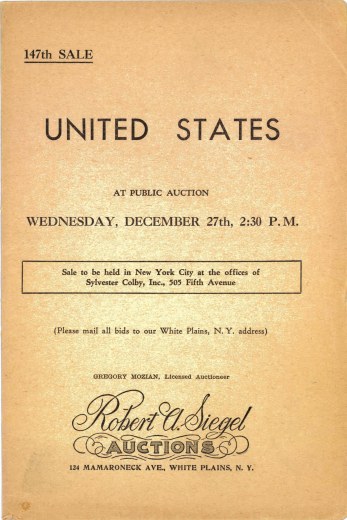 147th SALE
UNITED STATES
AT PUBLIC AUCTION
WEDNESDAY, DECEMBER 27th, 2:30 P. M.
Sale to be held in New York City at the offices of
Sylvester Colby, Inc., 505 Fifth Avenue
(Please mail all bids to our White Plains, N. Y. address)
GREGORY MOZIAN, Licensed Auctioneer
Robert A. Siegel
AUCTIONS
124 MAMARONECK AVE., WHITE PLAINS, N. Y.